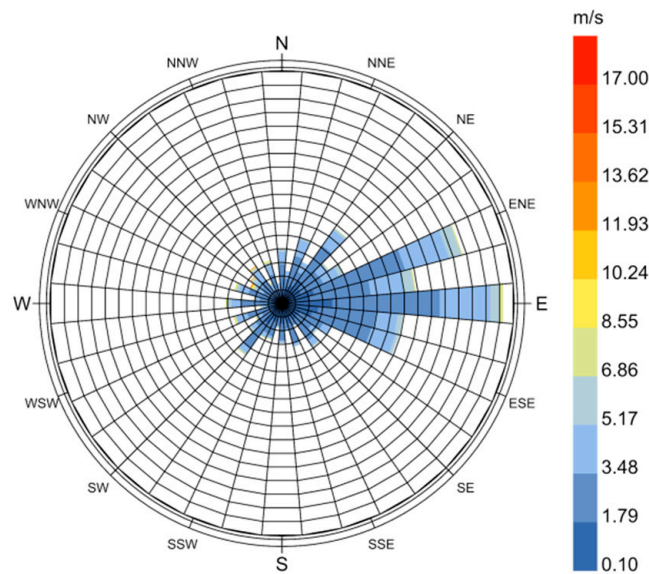 m/s
N
NNW
NNE
NW
NE
WNW
ENE
W
E
WSW
ESE
SW
SE
SSW
SSE
S
17.00
15.31
13.62
11.93
10.24
8.55
6.86
5.17
3.48
1.79
0.10